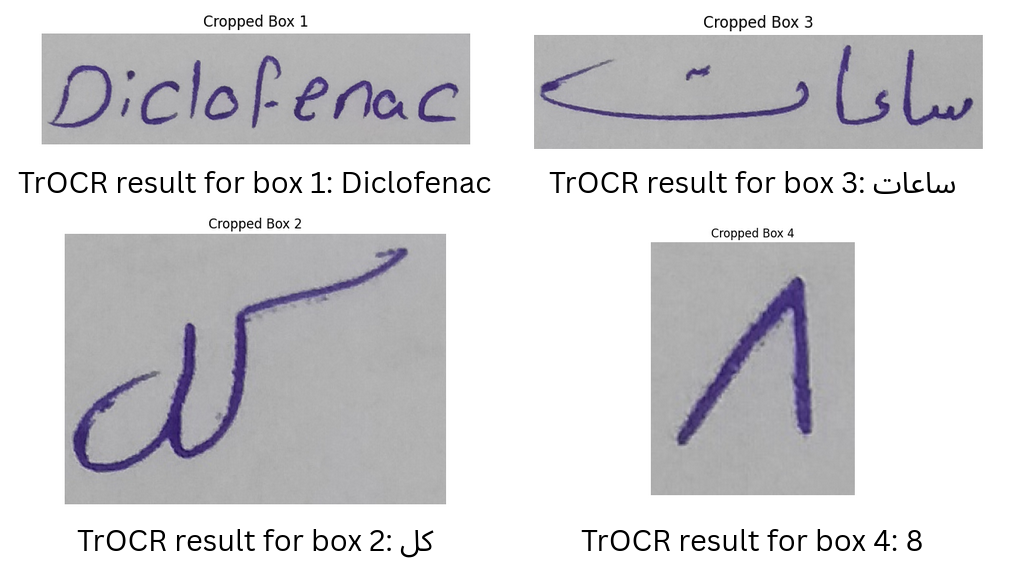 Cropped Box 1
Diclofenac
TrOCR result for box 1: Diclofenac
Cropped Box 3
ساعات
TrOCR result for box 3: ساعات
Cropped Box 2
كل
TrOCR result for box 2: كل
Cropped Box 4
٨
TrOCR result for box 4: 8